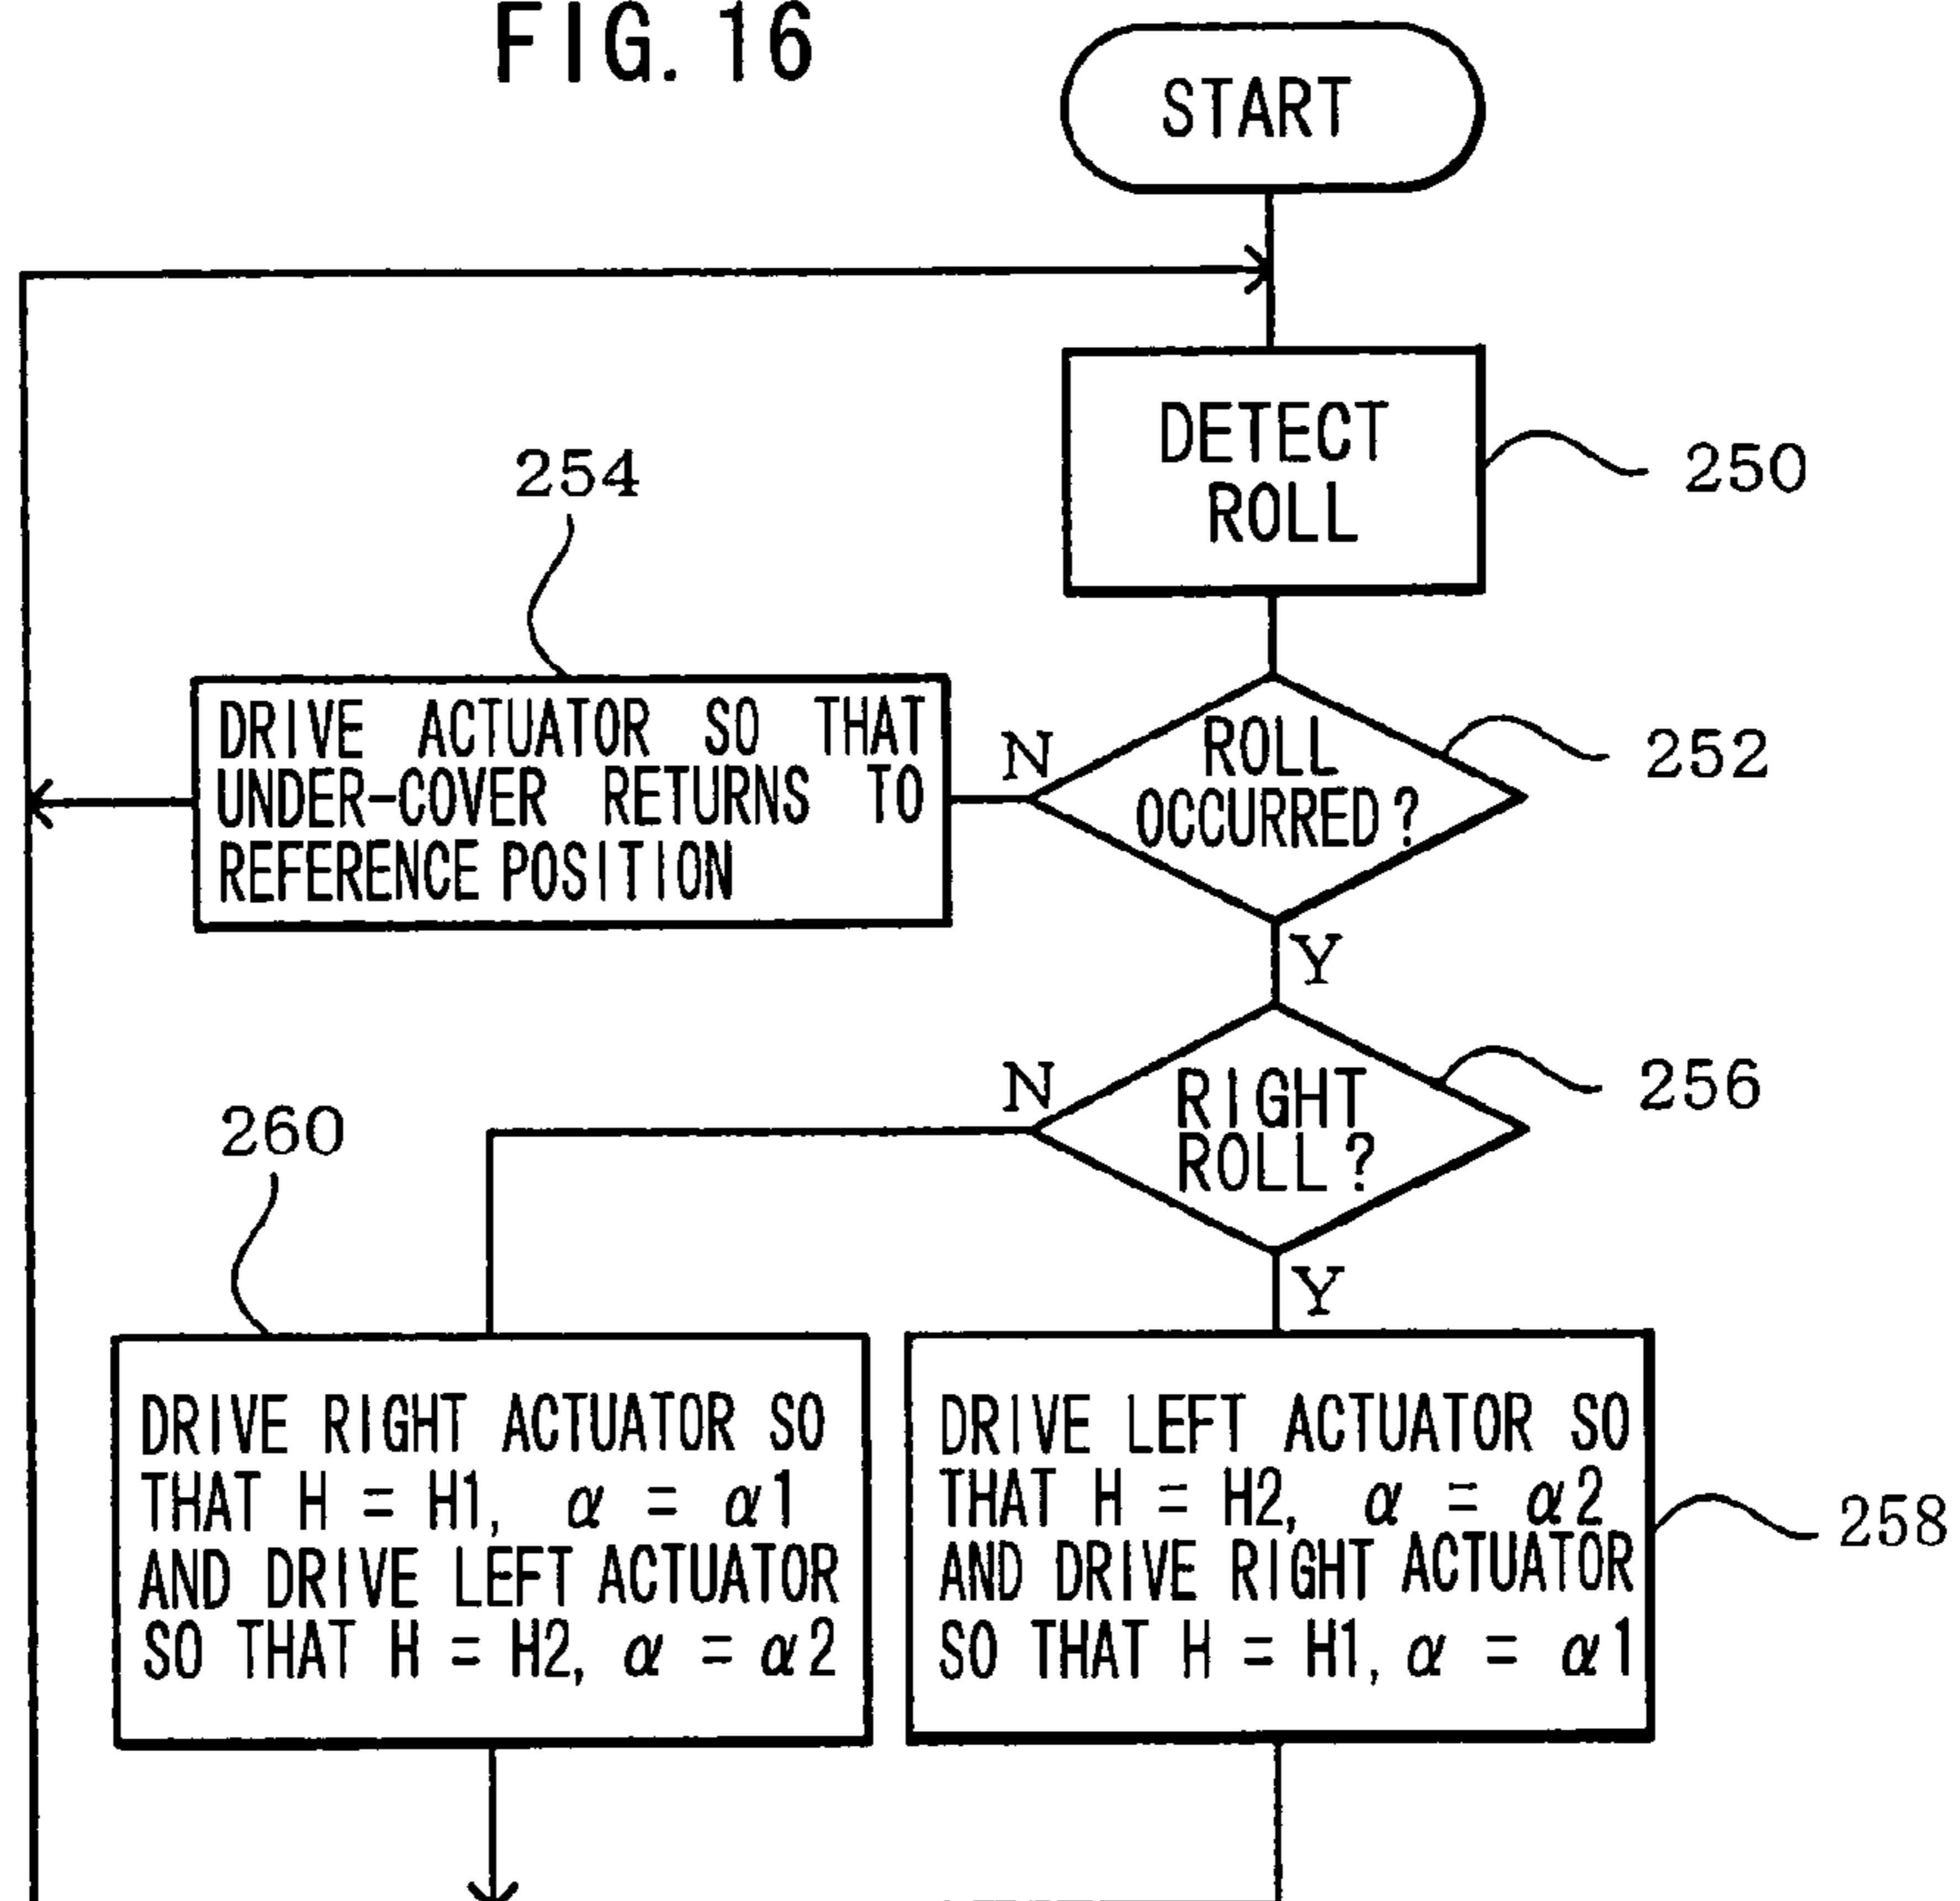 FIG. 16
START
DETECT
ROLL
250
254
DRIVE ACTUATOR SO THAT
UNDER-COVER RETURNS TO
REFERENCE POSITION
N
ROLL
OCCURRED?
252
Y
N
RIGHT
ROLL?
256
Y
260
DRIVE RIGHT ACTUATOR SO
THAT H = H1, α = α1
AND DRIVE LEFT ACTUATOR
SO THAT H = H2, α = α2
DRIVE LEFT ACTUATOR SO
THAT H = H2, α = α2
AND DRIVE RIGHT ACTUATOR
SO THAT H = H1, α = α1
258